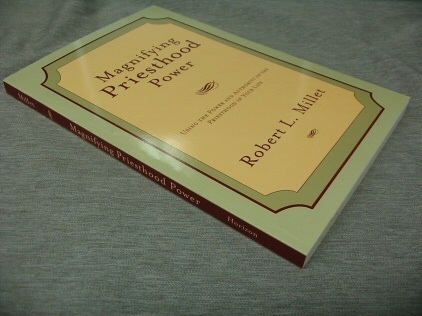 Magnifying
Priesthood
Power
Using the Power and Authority of the
Priesthood in Your Life
Robert L. Millet
Millet
Magnifying Priesthood Power
Horizon